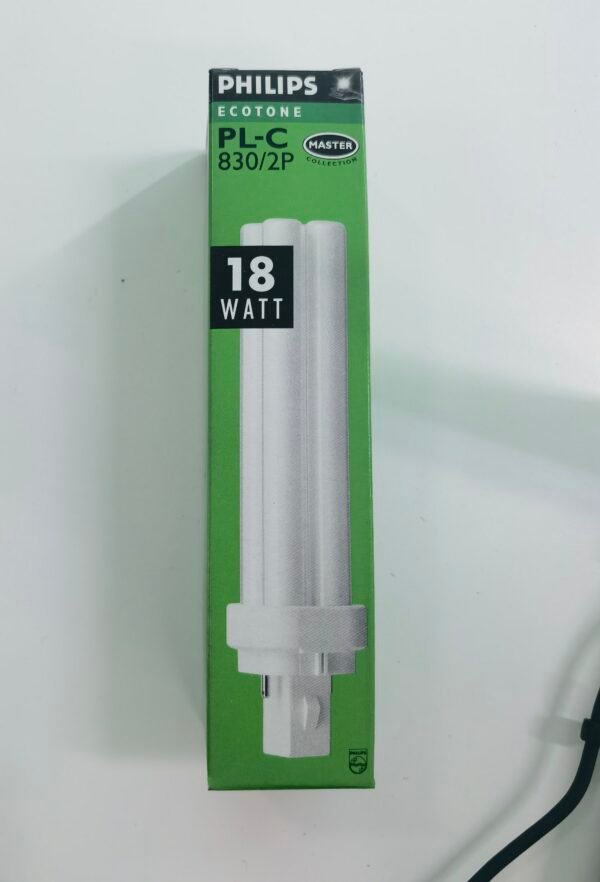 PHILIPS
ECOTONE
PL-C
830/2P
MASTER
COLLECTION
18
WATT
PHILIPS